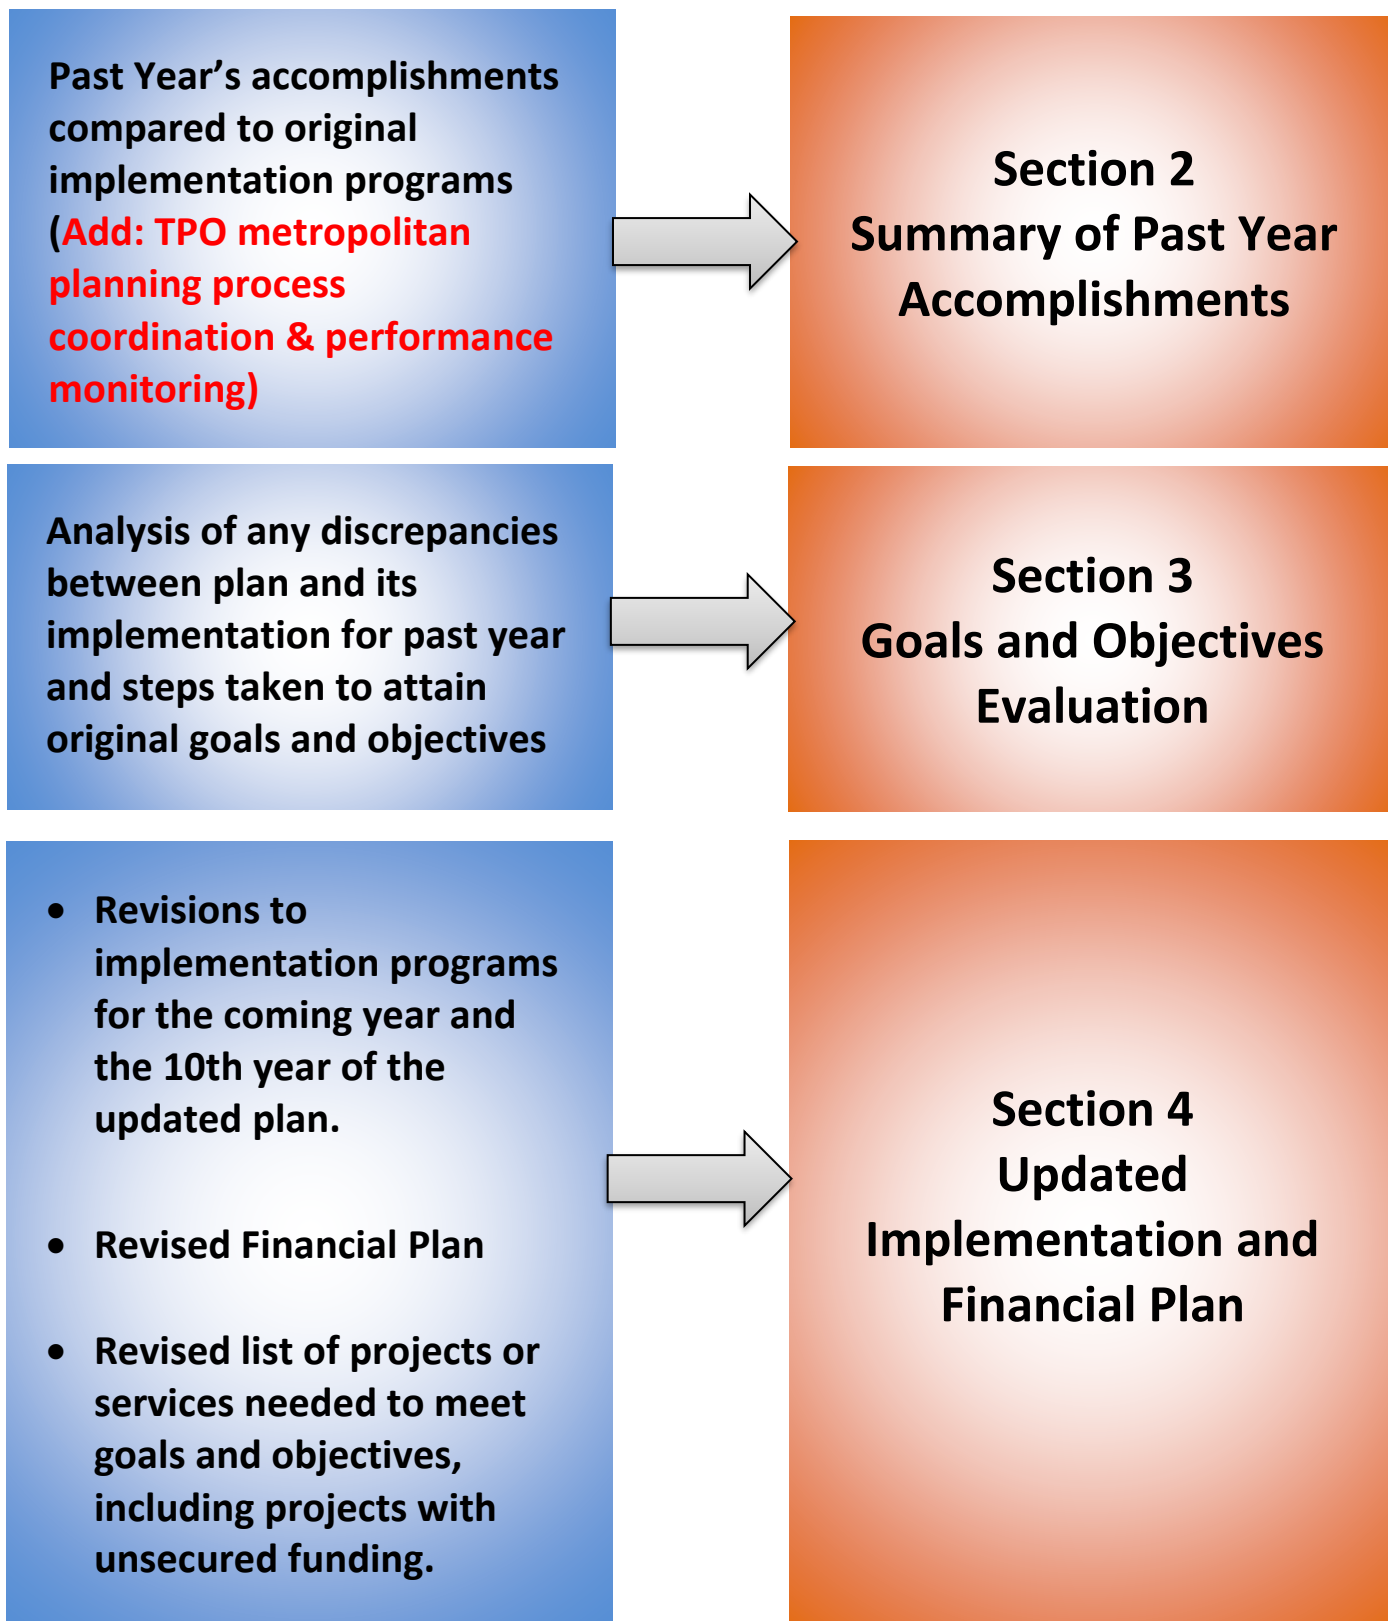 Past Year’s accomplishments
compared to original
implementation programs
(Add: TPO metropolitan
planning process
coordination & performance
monitoring)
Section 2
Summary of Past Year
Accomplishments
Analysis of any discrepancies
between plan and its
implementation for past year
and steps taken to attain
original goals and objectives
Section 3
Goals and Objectives
Evaluation
• Revisions to
implementation programs
for the coming year and
the 10th year of the
updated plan.
• Revised Financial Plan
• Revised list of projects or
services needed to meet
goals and objectives,
including projects with
unsecured funding.
Section 4
Updated
Implementation and
Financial Plan